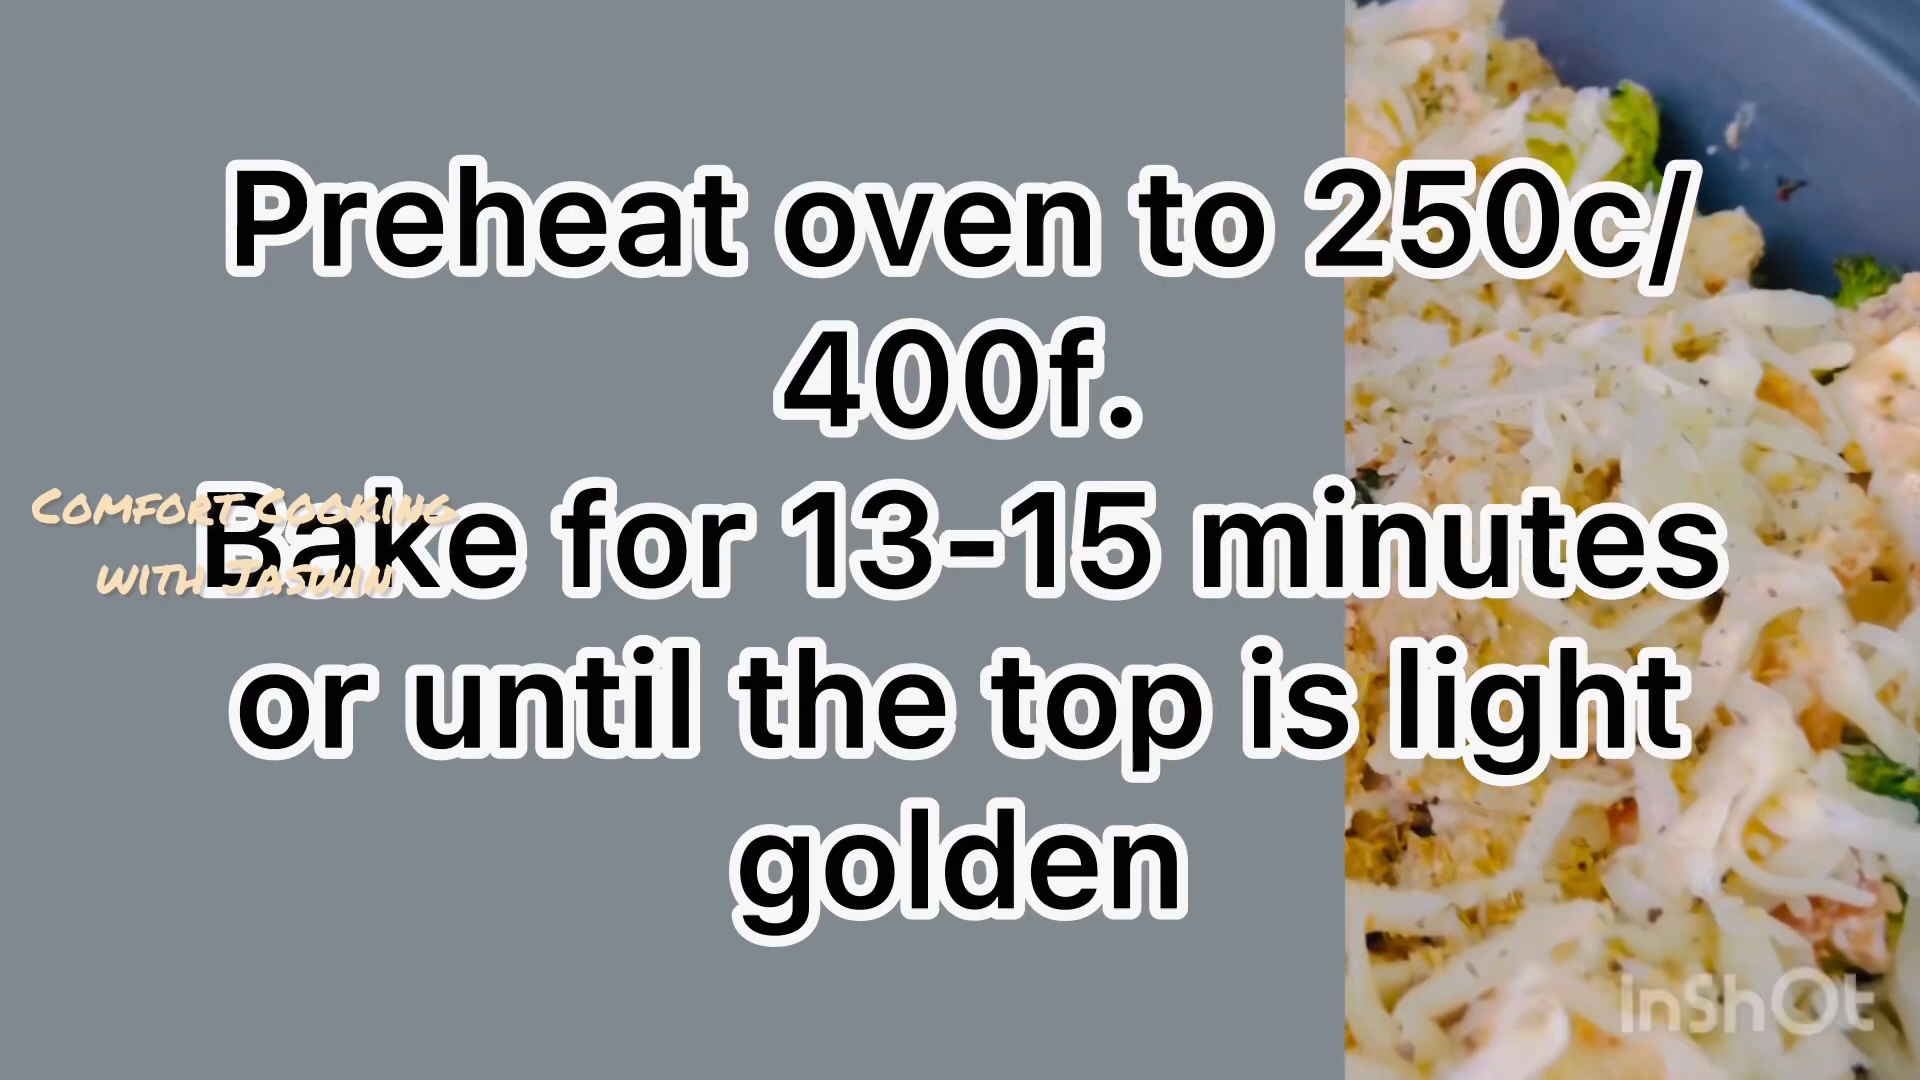 Preheat oven to 250c/
400f.
Bake for 13-15 minutes
or until the top is light
golden
Comfort Cooking
with Jaswin
InShOt